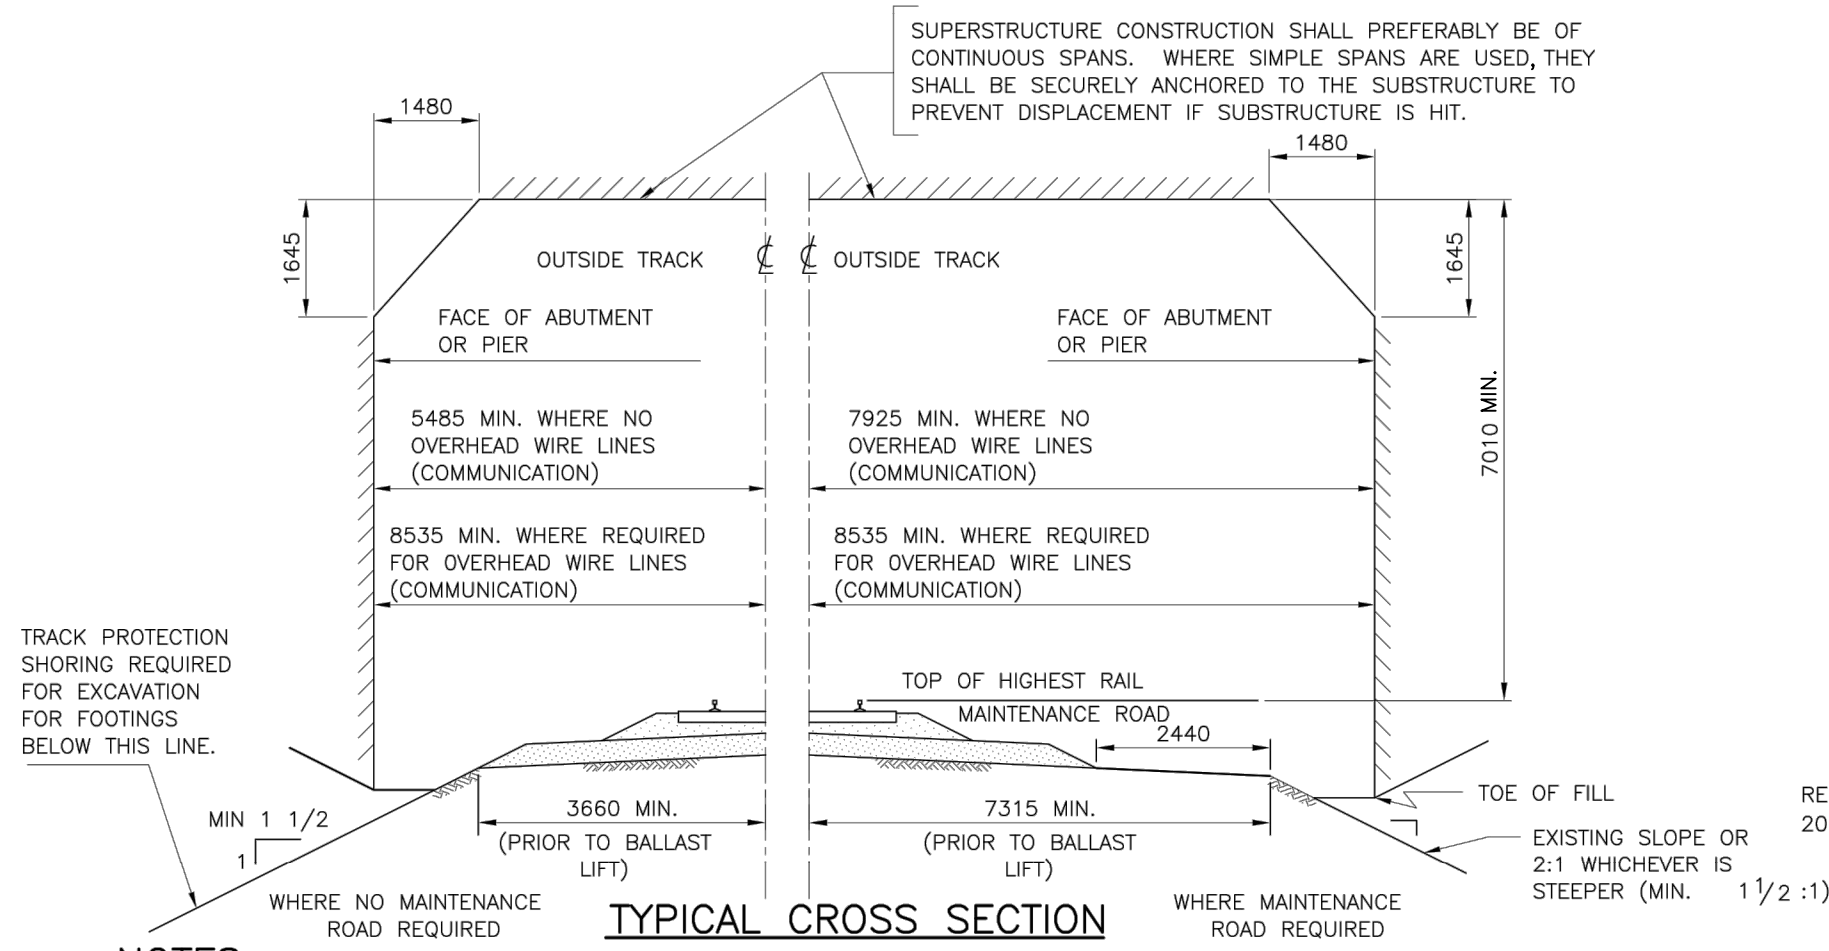 SUPERSTRUCTURE CONSTRUCTION SHALL PREFERABLY BE OF
CONTINUOUS SPANS. WHERE SIMPLE SPANS ARE USED, THEY
SHALL BE SECURELY ANCHORED TO THE SUBSTRUCTURE TO
PREVENT DISPLACEMENT IF SUBSTRUCTURE IS HIT.
1480
1480
1645
OUTSIDE TRACK
℄
℄
OUTSIDE TRACK
1645
FACE OF ABUTMENT
OR PIER
FACE OF ABUTMENT
OR PIER
7010 MIN.
5485 MIN. WHERE NO
OVERHEAD WIRE LINES
(COMMUNICATION)
7925 MIN. WHERE NO
OVERHEAD WIRE LINES
(COMMUNICATION)
8535 MIN. WHERE REQUIRED
FOR OVERHEAD WIRE LINES
(COMMUNICATION)
8535 MIN. WHERE REQUIRED
FOR OVERHEAD WIRE LINES
(COMMUNICATION)
TRACK PROTECTION
SHORING REQUIRED
FOR EXCAVATION
FOR FOOTINGS
BELOW THIS LINE.
TOP OF HIGHEST RAIL
MAINTENANCE ROAD
2440
MIN 1 1/2
1
3660 MIN.
(PRIOR TO BALLAST
LIFT)
7315 MIN.
(PRIOR TO BALLAST
LIFT)
TOE OF FILL
EXISTING SLOPE OR
2:1 WHICHEVER IS
STEEPER (MIN. 1 1/2 :1)
RE
20
WHERE NO MAINTENANCE
ROAD REQUIRED
TYPICAL CROSS SECTION
WHERE MAINTENANCE
ROAD REQUIRED
NOTES